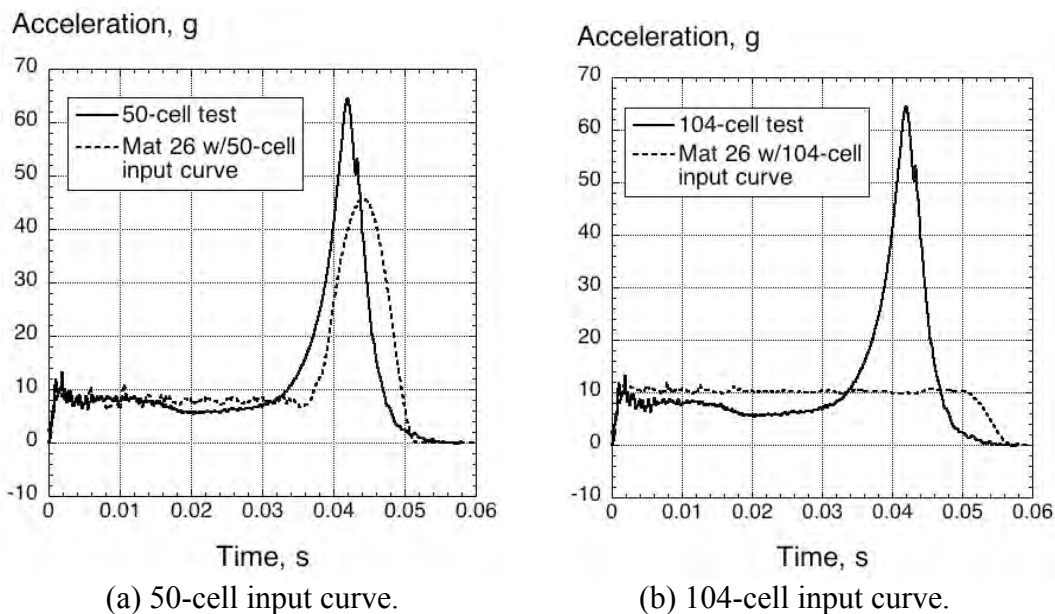 Acceleration, g
70
60
50
40
30
20
10
0
-10
50-cell test
Mat 26 w/50-cell
input curve
0 0.01 0.02 0.03 0.04 0.05 0.06
Time, s
(a) 50-cell input curve.
Acceleration, g
70
60
50
40
30
20
10
0
-10
104-cell test
Mat 26 w/104-cell
input curve
0 0.01 0.02 0.03 0.04 0.05 0.06
Time, s
(b) 104-cell input curve.